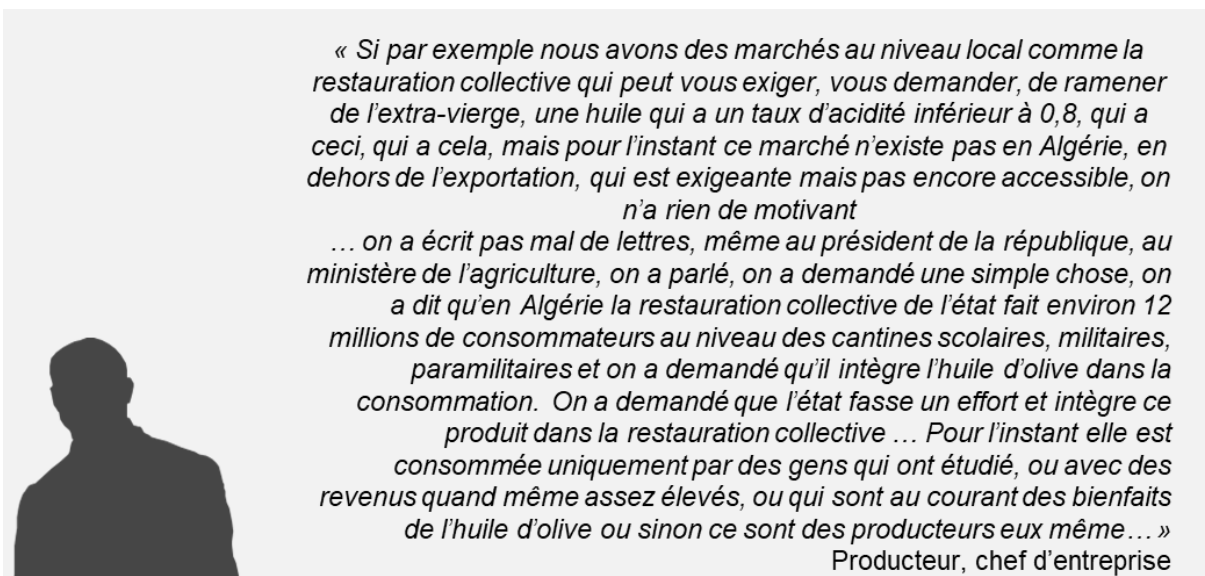 « Si par exemple nous avons des marchés au niveau local comme la
restauration collective qui peut vous exiger, vous demander, de ramener
de l’extra-vierge, une huile qui a un taux d’acidité inférieur à 0,8, qui a
ceci, qui a cela, mais pour l’instant ce marché n’existe pas en Algérie, en
dehors de l’exportation, qui est exigeante mais pas encore accessible, on
n’a rien de motivant
… on a écrit pas mal de lettres, même au président de la république, au
ministère de l’agriculture, on a parlé, on a demandé une simple chose, on
a dit qu’en Algérie la restauration collective de l’état fait environ 12
millions de consommateurs au niveau des cantines scolaires, militaires,
paramilitaires et on a demandé qu’il intègre l’huile d’olive dans la
consommation. On a demandé que l’état fasse un effort et intègre ce
produit dans la restauration collective … Pour l’instant elle est
consommée uniquement par des gens qui ont étudié, ou avec des
revenus quand même assez élevés, ou qui sont au courant des bienfaits
de l’huile d’olive ou sinon ce sont des producteurs eux même… »
Producteur, chef d’entreprise